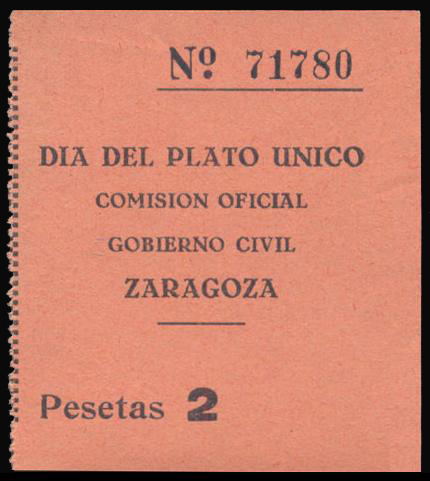 Nº 71780
DIA DEL PLATO UNICO
COMISION OFICIAL
GOBIERNO CIVIL
ZARAGOZA
Pesetas 2